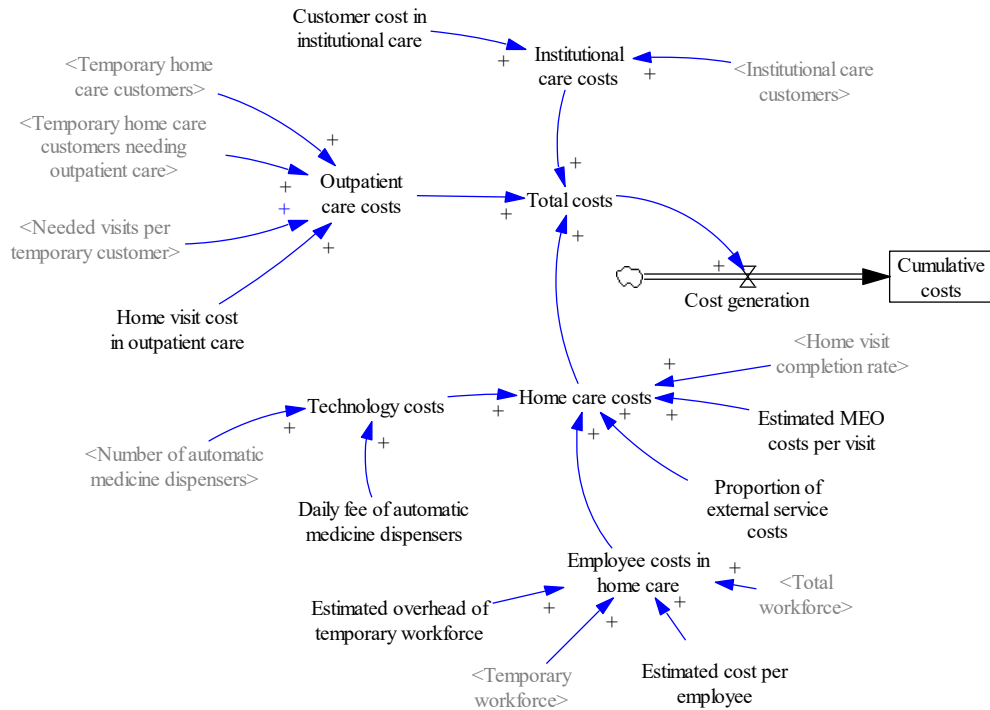 Customer cost in
institutional care
Institutional
care costs
<Institutional care
customers>
<Temporary home
care customers>
<Temporary home care
customers needing
outpatient care>
Outpatient
care costs
Total costs
<Needed visits per
temporary customer>
Home visit cost
in outpatient care
Cost generation
Cumulative
costs
<Home visit
completion rate>
Technology costs
Home care costs
Estimated MEO
costs per visit
<Number of automatic
medicine dispensers>
Daily fee of automatic
medicine dispensers
Proportion of
external service
costs
Employee costs in
home care
<Total
workforce>
Estimated overhead of
temporary workforce
<Temporary
workforce>
Estimated cost per
employee